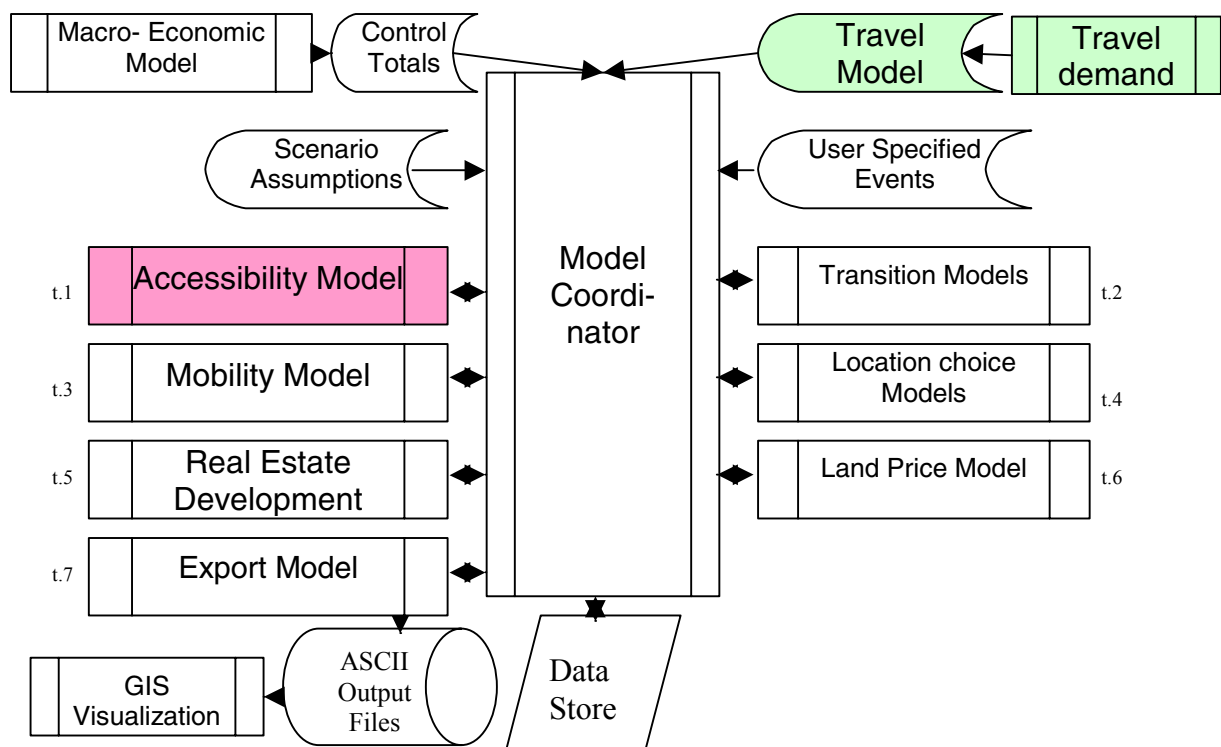 Macro- Economic
Model
Control
Totals
Travel
Model
Travel
demand
Scenario
Assumptions
User Specified
Events
Model
Coordi-
nator
t.1
Accessibility Model
Transition Models
t.2
t.3
Mobility Model
Location choice
Models
t.4
t.5
Real Estate
Development
Land Price Model
t.6
t.7
Export Model
GIS
Visualization
ASCII
Output
Files
Data
Store